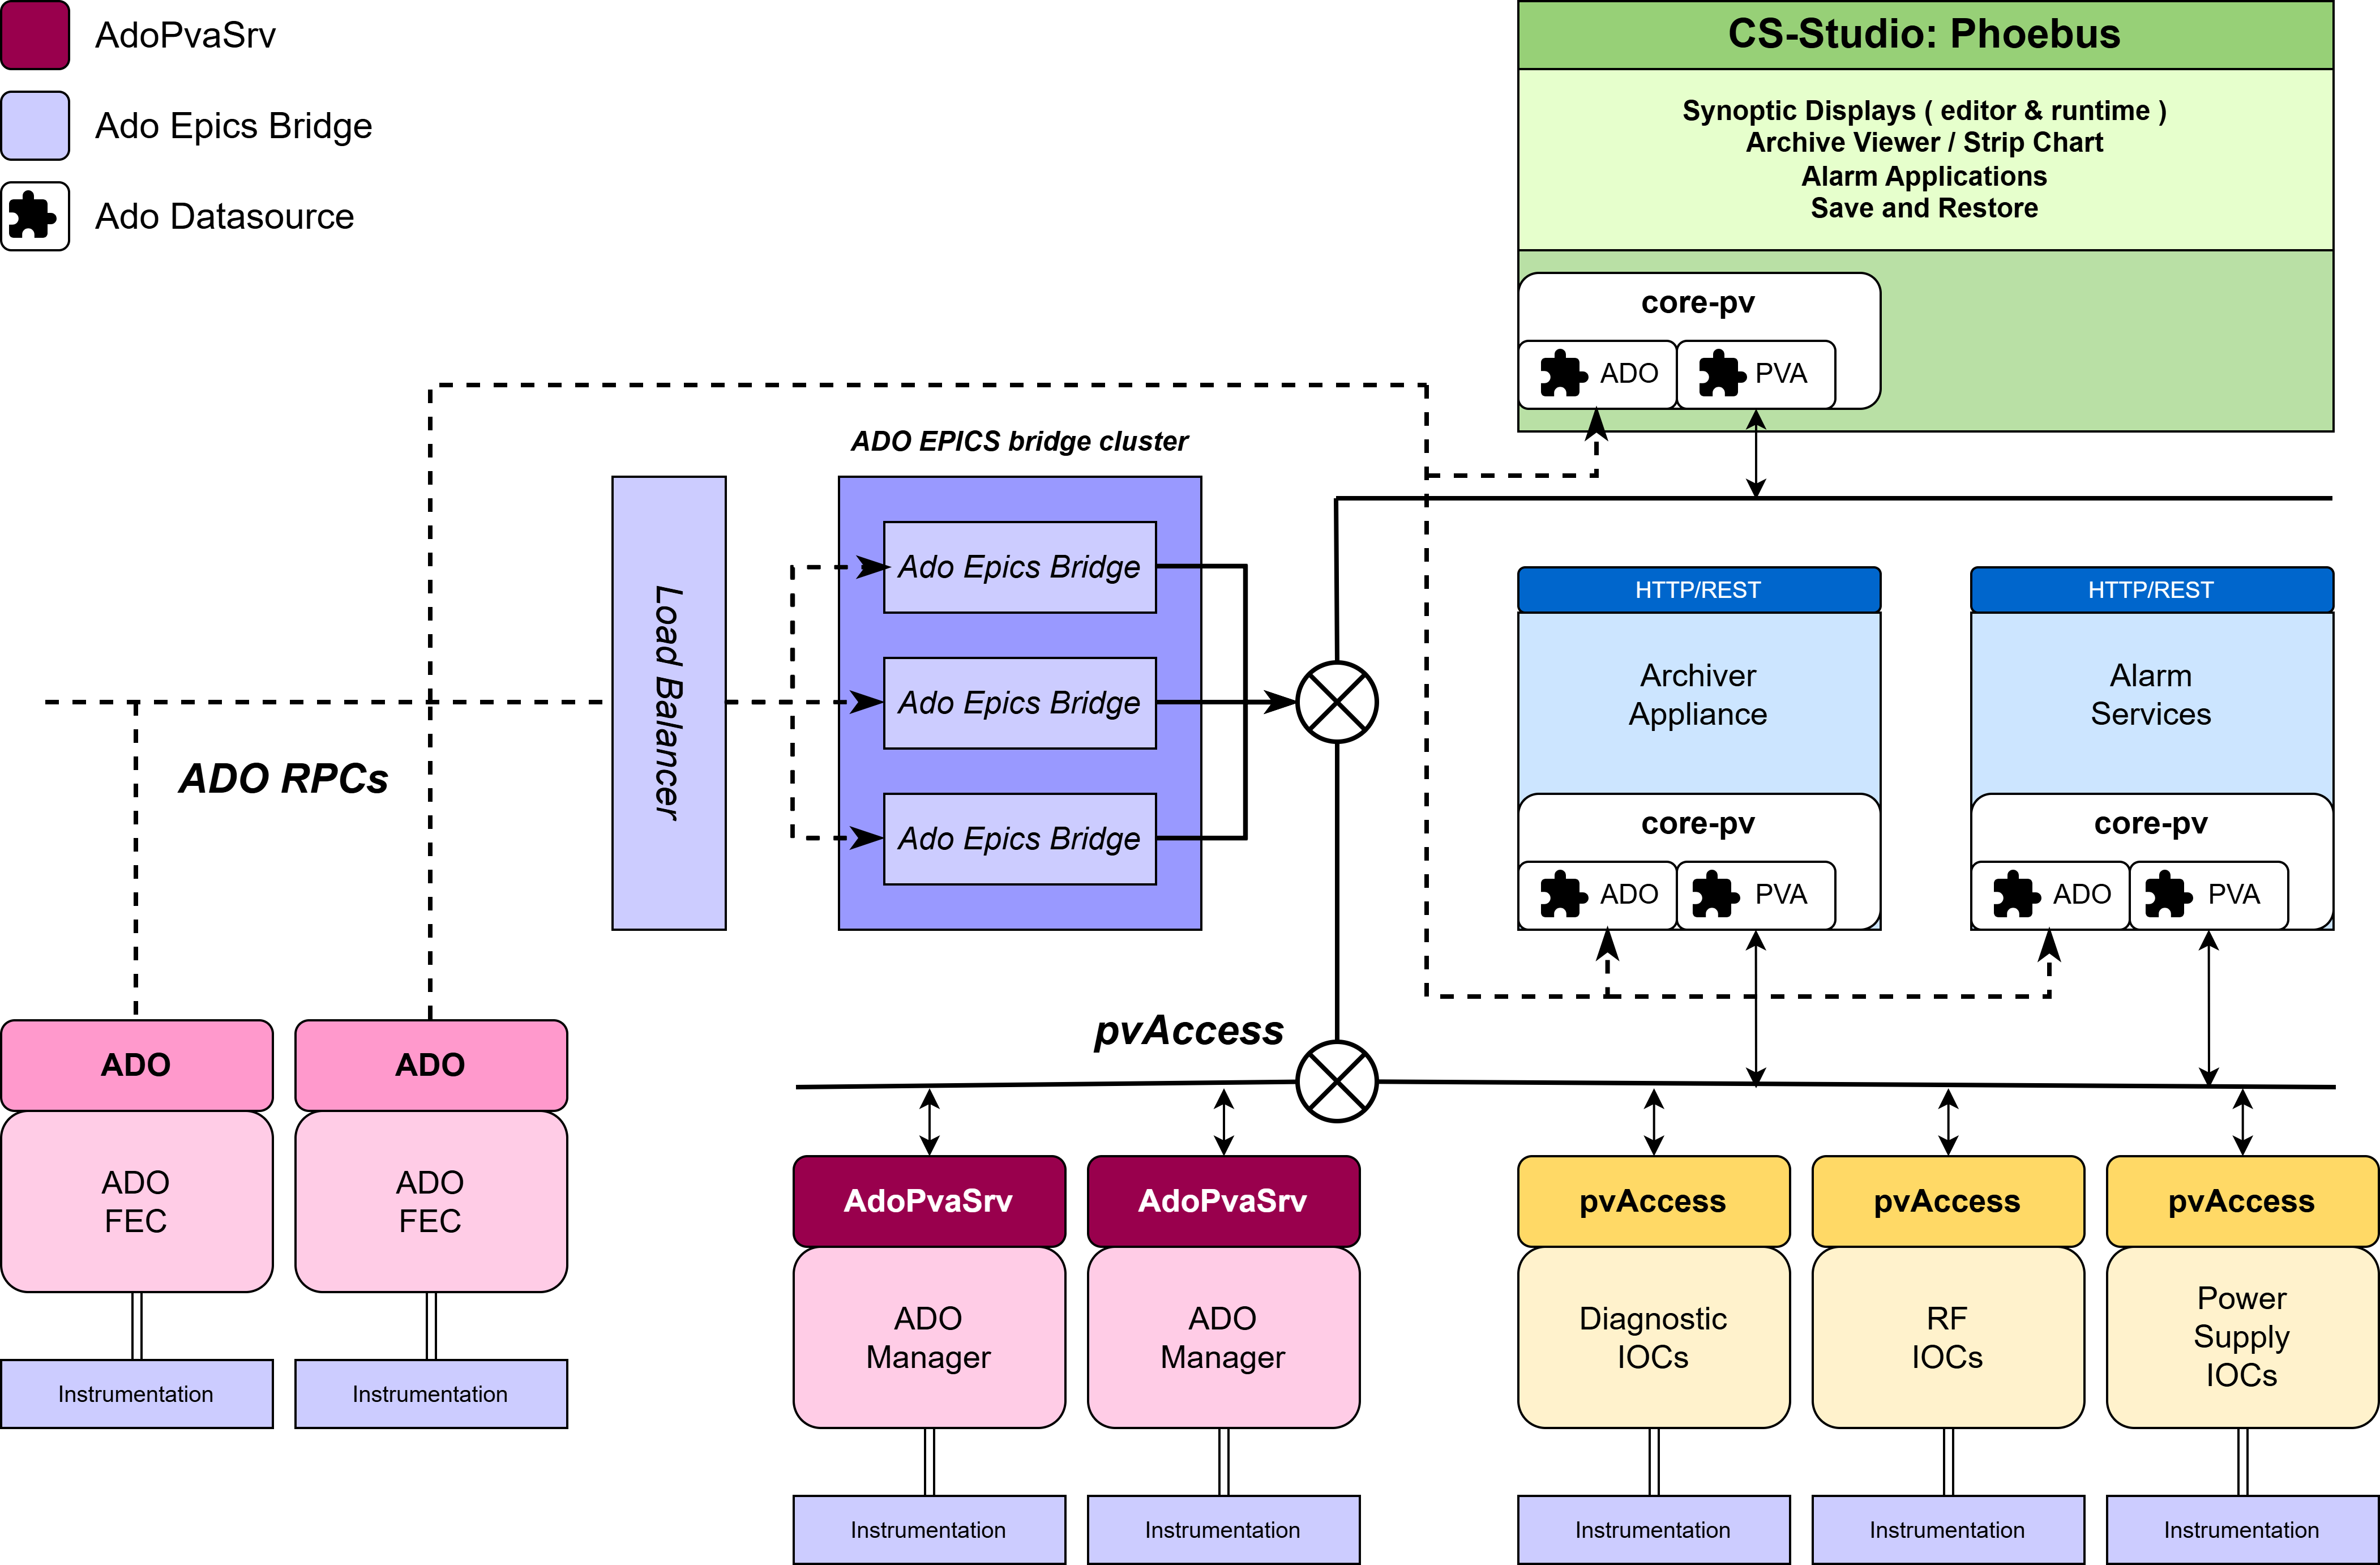 AdoPvaSrv
Ado Epics Bridge
Ado Datasource
CS-Studio: Phoebus
Synoptic Displays ( editor & runtime )
Archive Viewer / Strip Chart
Alarm Applications
Save and Restore
core-pv
ADO
PVA
ADO EPICS bridge cluster
Load Balancer
Ado Epics Bridge
Ado Epics Bridge
Ado Epics Bridge
HTTP/REST
Archiver
Appliance
core-pv
ADO
PVA
HTTP/REST
Alarm
Services
core-pv
ADO
PVA
ADO RPCs
pvAccess
ADO
ADO
FEC
Instrumentation
ADO
ADO
FEC
Instrumentation
AdoPvaSrv
ADO
Manager
Instrumentation
AdoPvaSrv
ADO
Manager
Instrumentation
pvAccess
Diagnostic
IOCs
Instrumentation
pvAccess
RF
IOCs
Instrumentation
pvAccess
Power
Supply
IOCs
Instrumentation